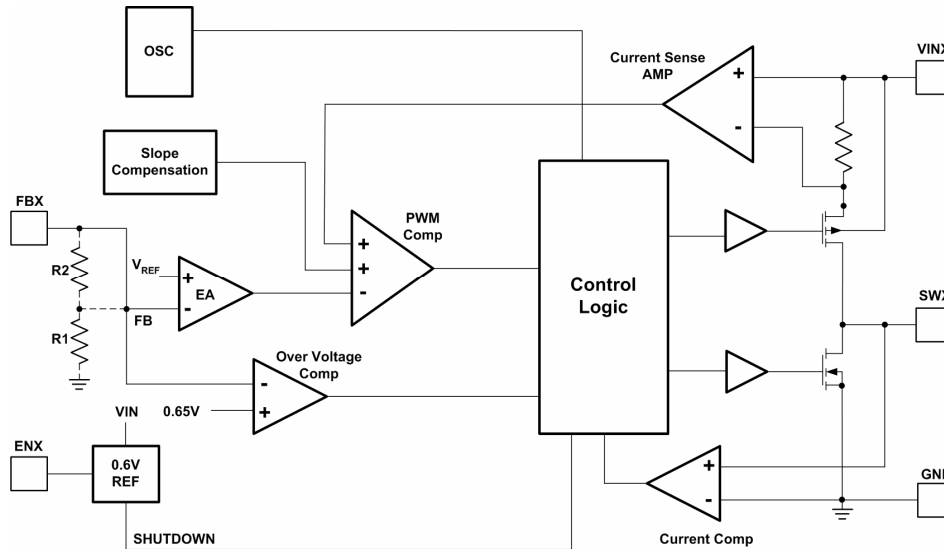 OSC
Current Sense
AMP
VINX
+
-
Slope
Compensation
FBX
PWM
Comp
R2
VREF
+
EA
-
+
+
-
Control
Logic
SWX
FB
R1
Over Voltage
Comp
-
+
0.65V
VIN
ENX
0.6V
REF
+
-
GND
SHUTDOWN
Current Comp